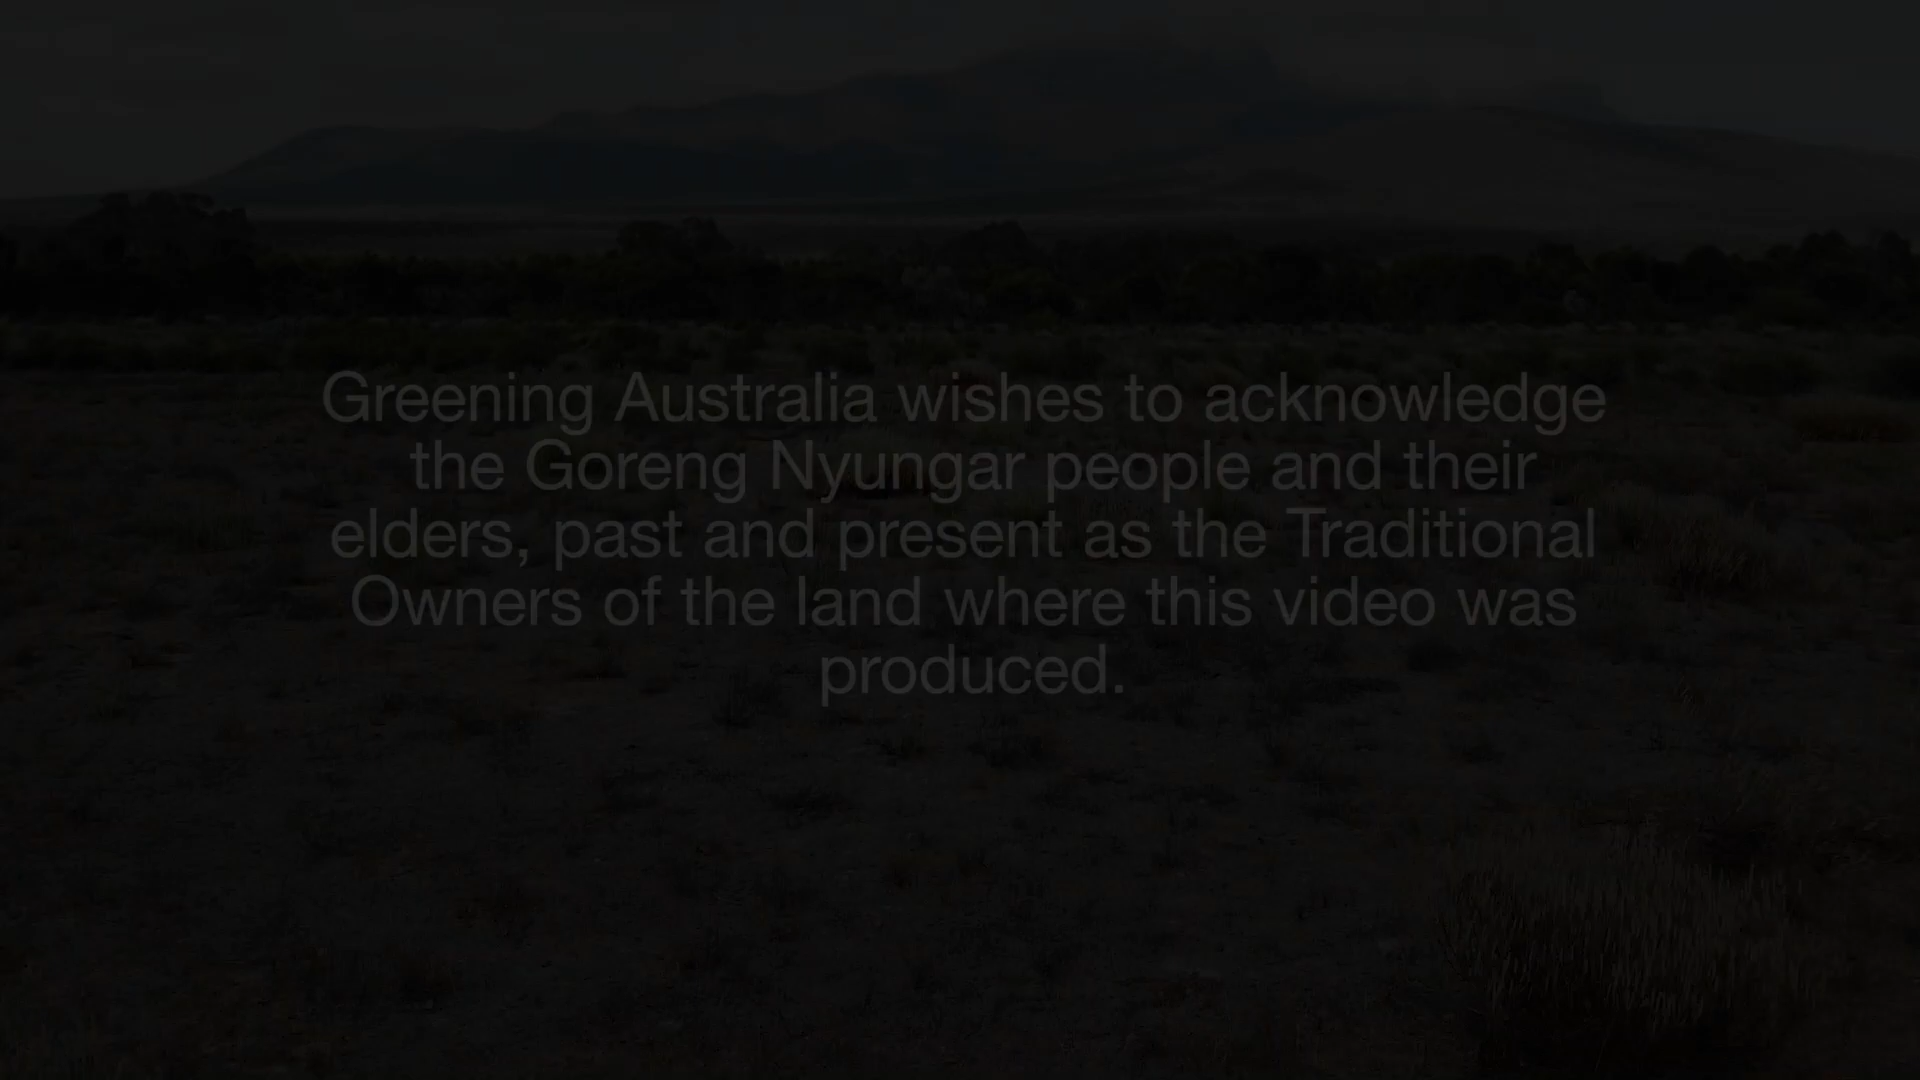 Greening Australia wishes to acknowledge
the Goreng Nyungar people and their
elders, past and present as the Traditional
Owners of the land where this video was
produced.